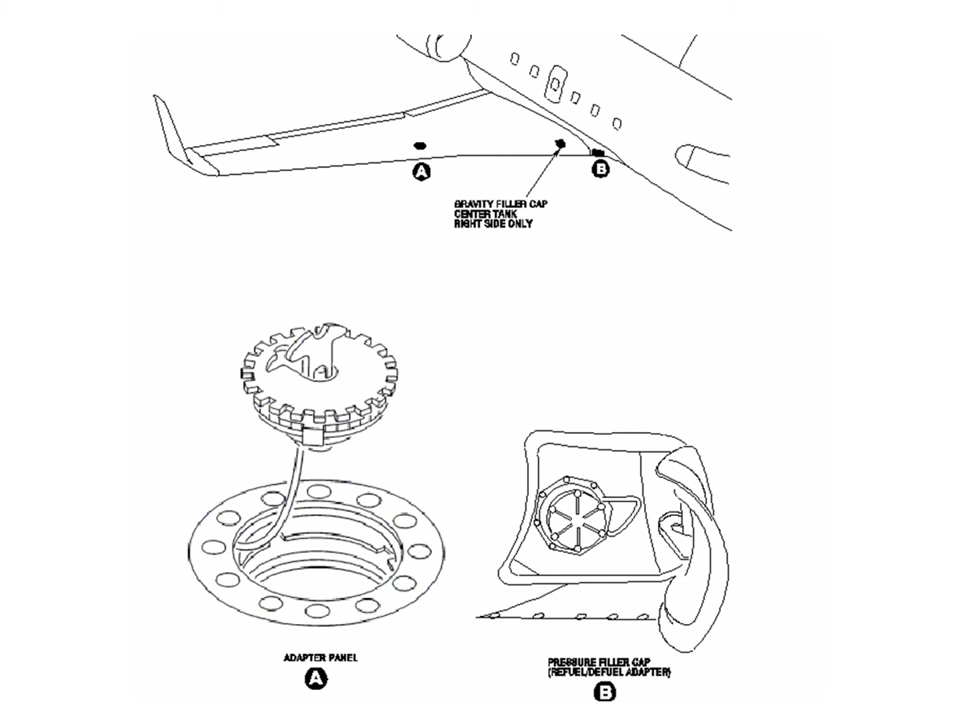 A
B
GRAVITY FILLER CAP
CENTER TANK
RIGHT SIDE ONLY
ADAPTER PANEL
A
PRESSURE FILLER CAP
(REFUEL/DEFUEL ADAPTER)
B